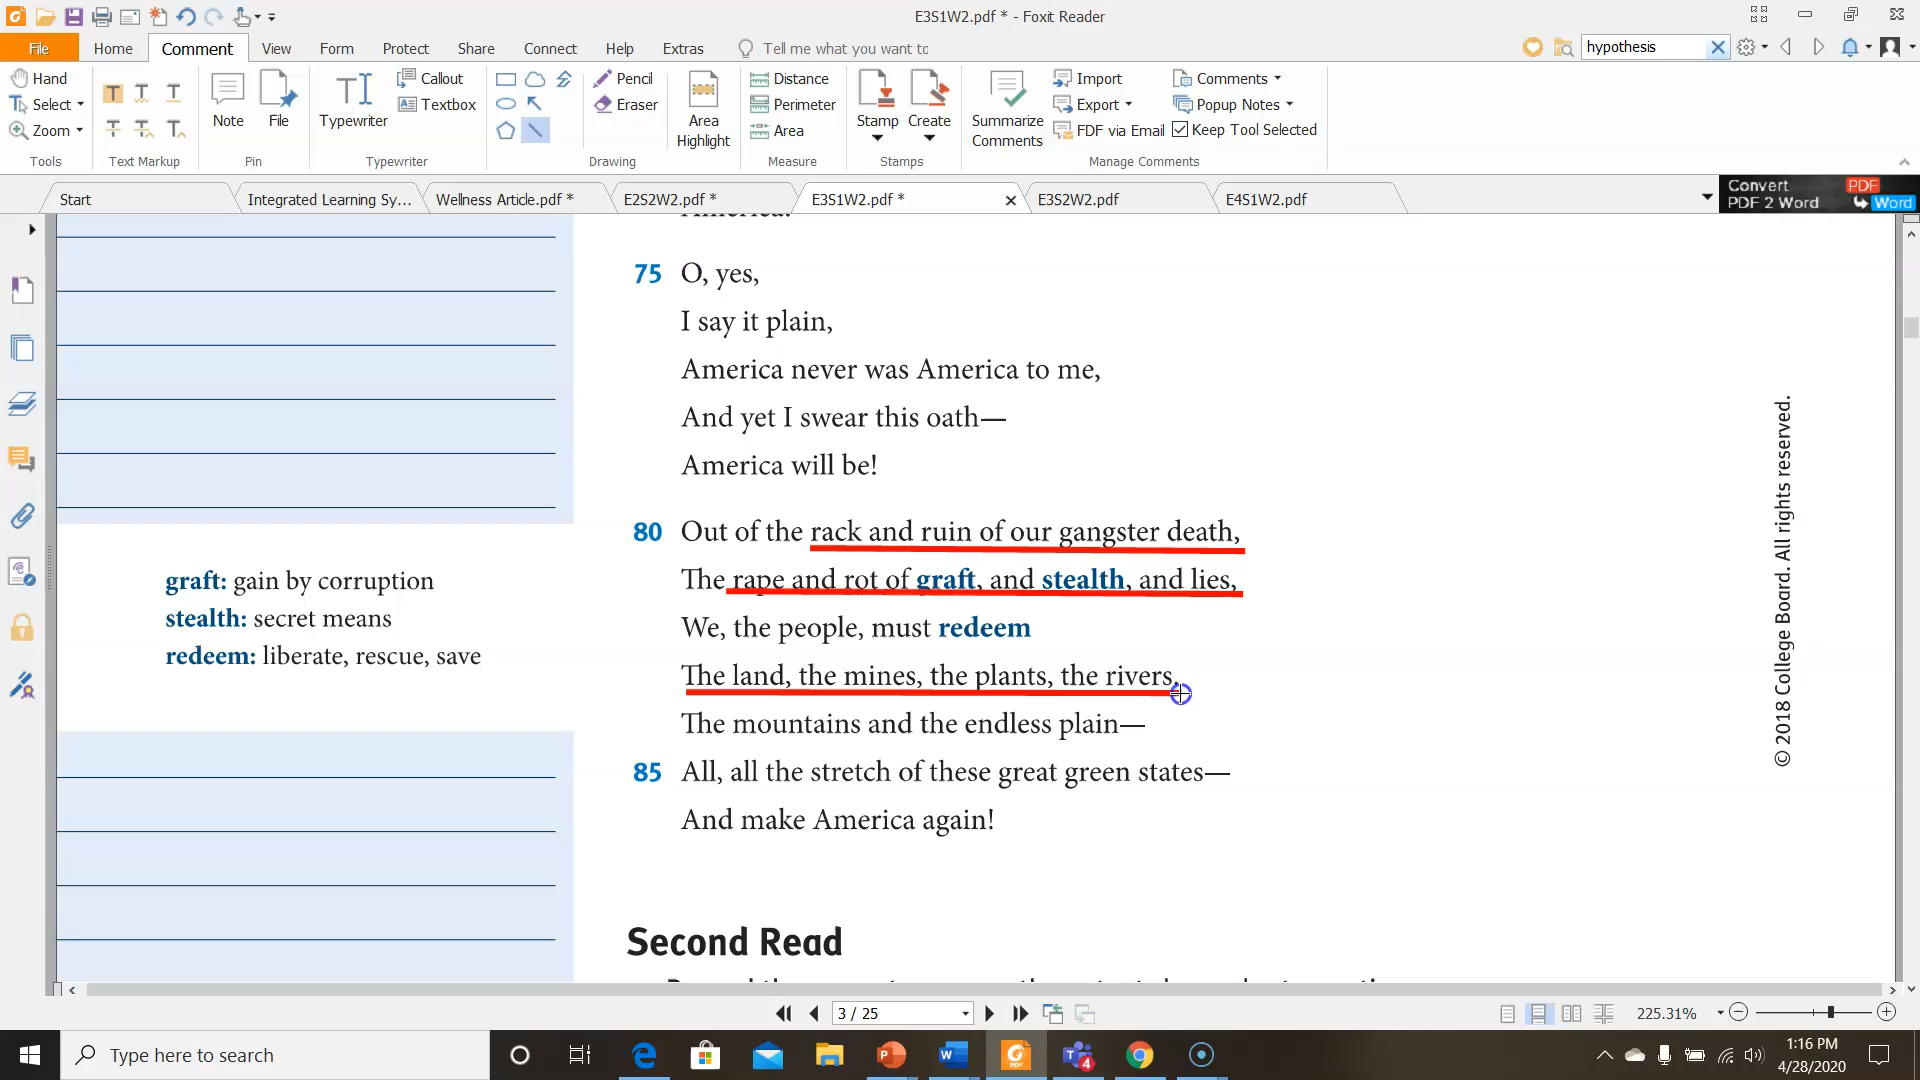 E3S1W2.pdf * - Foxit Reader
File Home Comment View Form Protect Share Connect Help Extras Tell me what you want to hypothesis
Hand
Select
Zoom
Tools
T T T
T T T
Text Markup
Note
File
Pin
Typewriter
Callout
Textbox
Typewriter
Drawing
Pencil
Eraser
Area
Highlight
Distance
Perimeter
Area
Measure
Stamp
Create
Stamps
Summarize
Comments
Import
Export
FDF via Email
Comments
Popup Notes
Keep Tool Selected
Manage Comments
Start Integrated Learning Sy... Wellness Article.pdf * E2S2W2.pdf * E3S1W2.pdf * E3S2W2.pdf E4S1W2.pdf
Convert PDF
PDF 2 Word Word
America.
75 O, yes,
I say it plain,
America never was America to me,
And yet I swear this oath—
America will be!
80 Out of the rack and ruin of our gangster death,
The rape and rot of graft, and stealth, and lies,
We, the people, must redeem
The land, the mines, the plants, the rivers,
The mountains and the endless plain—
85 All, all the stretch of these great green states—
And make America again!
graft: gain by corruption
stealth: secret means
redeem: liberate, rescue, save
© 2018 College Board. All rights reserved.
Second Read
3 / 25
225.31%
Type here to search
4
1:16 PM
4/28/2020